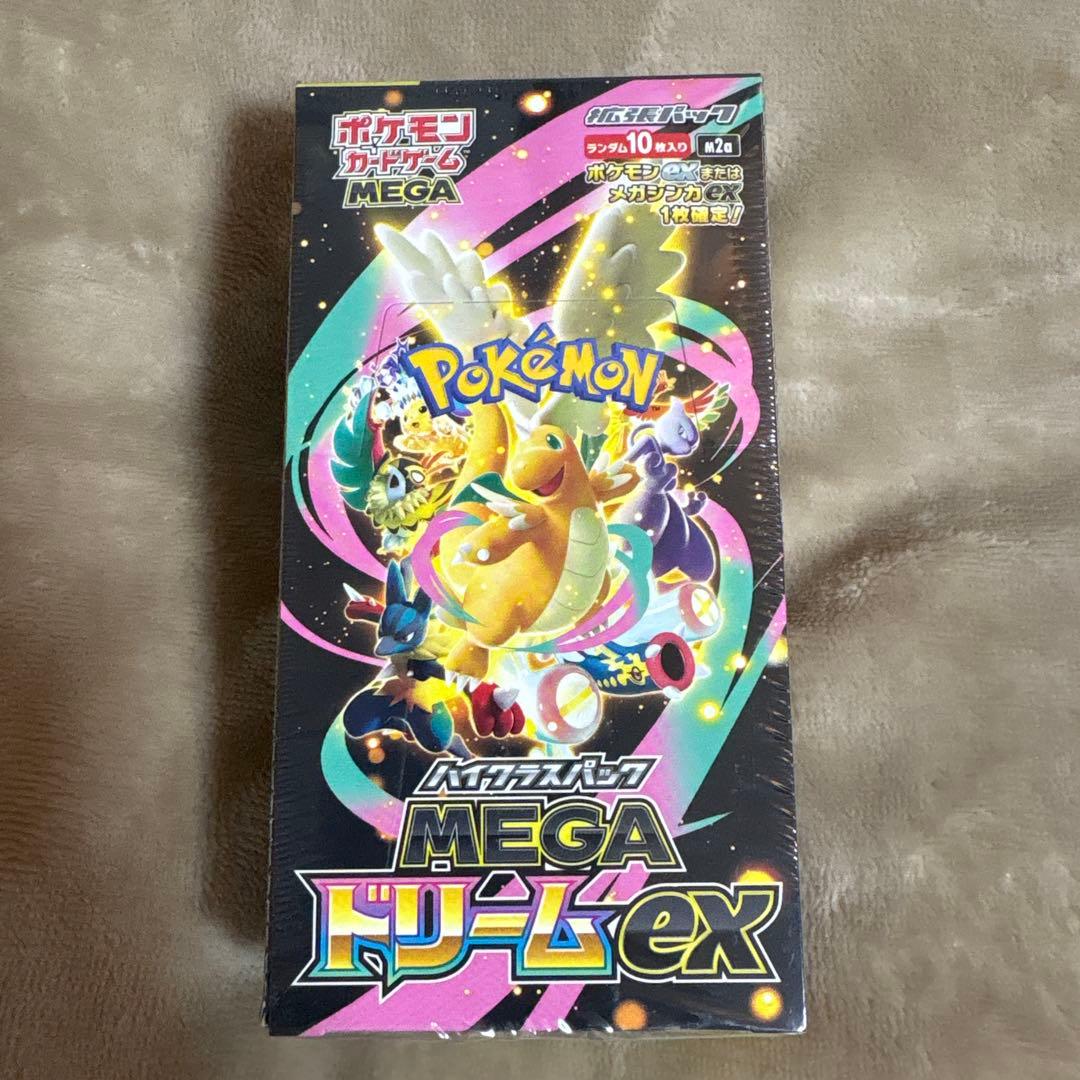 ポケモン
カードゲーム
MEGA
拡張パック
ランダム10枚入り M2a
ポケモンexまたは
メガシンカex
1枚確定!
POKéMON
TM
ハイクラスパック
MEGA
ドリームex